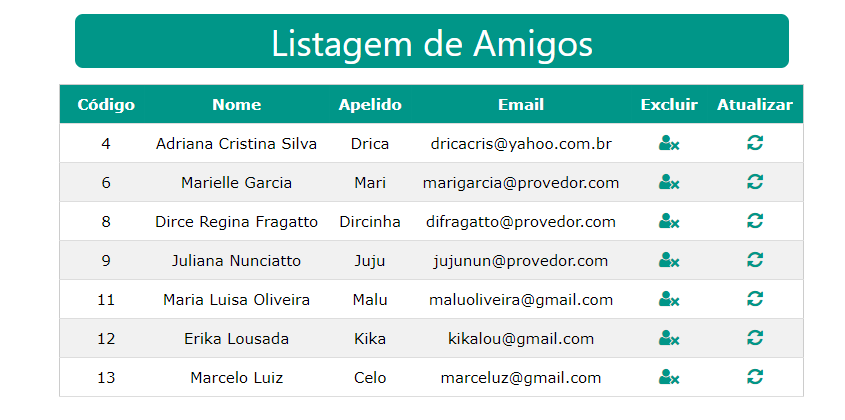 Listagem de Amigos
Código Nome Apelido Email Excluir Atualizar
4 Adriana Cristina Silva Drica dricacris@yahoo.com.br
6 Marielle Garcia Mari marigarcia@provedor.com
8 Dirce Regina Fragatto Dircinha difragatto@provedor.com
9 Juliana Nunciatto Juju jujunun@provedor.com
11 Maria Luisa Oliveira Malu maluoliveira@gmail.com
12 Erika Lousada Kika kikalou@gmail.com
13 Marcelo Luiz Celo marceluz@gmail.com